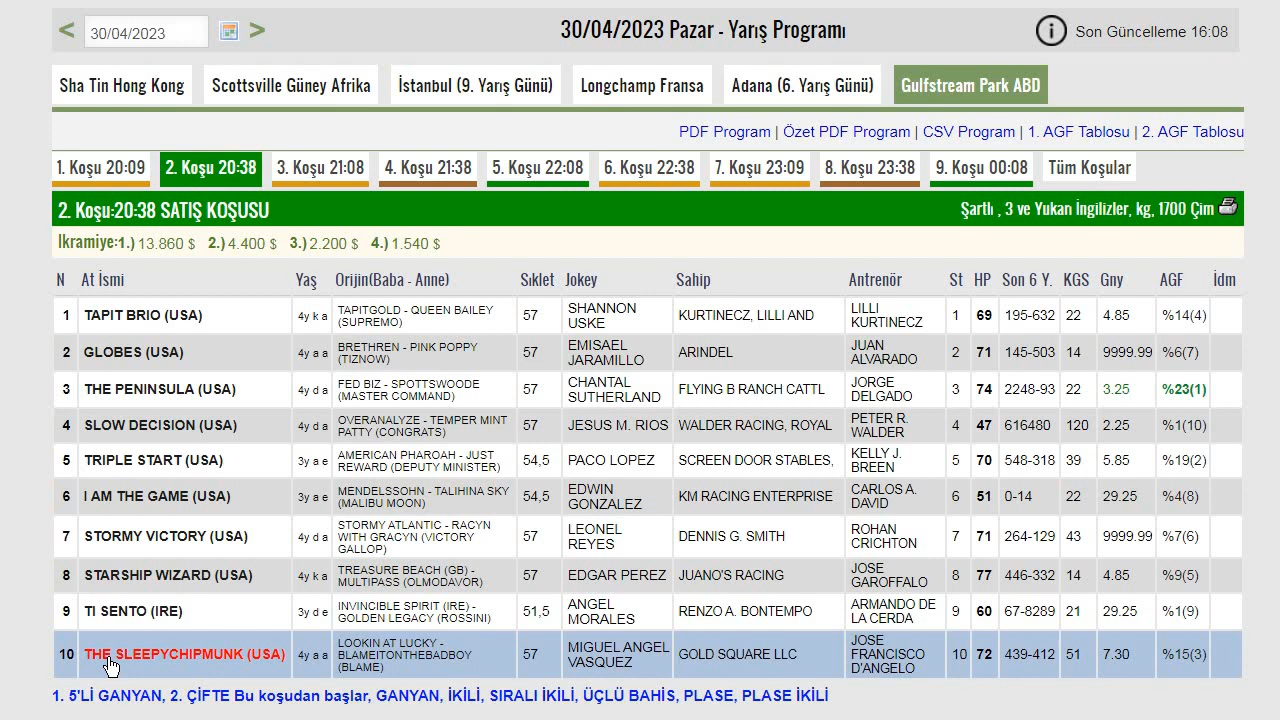 < 30/04/2023 > 30/04/2023 Pazar - Yarış Programı Son Güncelleme 16:08
Sha Tin Hong Kong Scottsville Güney Afrika İstanbul (9. Yarış Günü) Longchamp Fransa Adana (6. Yarış Günü) Gulfstream Park ABD
PDF Program | Özet PDF Program | CSV Program | 1. AGF Tablosu | 2. AGF Tablosu
1. Koşu 20:09 2. Koşu 20:38 3. Koşu 21:08 4. Koşu 21:38 5. Koşu 22:08 6. Koşu 22:38 7. Koşu 23:09 8. Koşu 23:38 9. Koşu 00:08 Tüm Koşular
2. Koşu:20:38 SATIŞ KOŞUSU Şartlı , 3 ve Yukarı İngilizler, kg, 1700 Çim
Ikramiye:1.) 13.860 $ 2.) 4.400 $ 3.) 2.200 $ 4.) 1.540 $
N At İsmi Yaş Orijin(Baba - Anne) Sıklet Jokey Sahip Antrenör St HP Son 6 Y. KGS Gny AGF İdm
1 TAPIT BRIO (USA) 4y k a TAPITGOLD - QUEEN BAILEY (SUPREMO) 57 SHANNON USKE KURTINECZ, LILLI AND LILLI KURTINECZ 1 69 195-632 22 4.85 %14(4)
2 GLOBES (USA) 4y a a BRETHREN - PINK POPPY (TIZNOW) 57 EMISAEL JARAMILLO ARINDEL JUAN ALVARADO 2 71 145-503 14 9999.99 %6(7)
3 THE PENINSULA (USA) 4y d a FED BIZ - SPOTTSWOODE (MASTER COMMAND) 57 CHANTAL SUTHERLAND FLYING B RANCH CATTL JORGE DELGADO 3 74 2248-93 22 3.25 %23(1)
4 SLOW DECISION (USA) 4y d a OVERANALYZE - TEMPER MINT PATTY (CONGRATS) 57 JESUS M. RIOS WALDER RACING, ROYAL PETER R. WALDER 4 47 616480 120 2.25 %1(10)
5 TRIPLE START (USA) 3y a e AMERICAN PHAROAH - JUST REWARD (DEPUTY MINISTER) 54,5 PACO LOPEZ SCREEN DOOR STABLES, KELLY J. BREEN 5 70 548-318 39 5.85 %19(2)
6 I AM THE GAME (USA) 3y a e MENDELSSOHN - TALIHINA SKY (MALIBU MOON) 54,5 EDWIN GONZALEZ KM RACING ENTERPRISE CARLOS A. DAVID 6 51 0-14 22 29.25 %4(8)
7 STORMY VICTORY (USA) 4y d a STORMY ATLANTIC - RACYN WITH GRACYN (VICTORY GALLOP) 57 LEONEL REYES DENNIS G. SMITH ROHAN CRICHTON 7 71 264-129 43 9999.99 %7(6)
8 STARSHIP WIZARD (USA) 4y k a TREASURE BEACH (GB) - MULTIPASS (OLMODAVOR) 57 EDGAR PEREZ JUANO'S RACING JOSE GAROFFALO 8 77 446-332 14 4.85 %9(5)
9 TI SENTO (IRE) 3y d e INVINCIBLE SPIRIT (IRE) - GOLDEN LEGACY (ROSSINI) 51,5 ANGEL MORALES RENZO A. BONTEMPO ARMANDO DE LA CERDA 9 60 67-8289 21 29.25 %1(9)
10 THE SLEEPYCHIPMUNK (USA) 4y a a LOOKIN AT LUCKY - BLAMEITONTHEBADBOY (BLAME) 57 MIGUEL ANGEL VASQUEZ GOLD SQUARE LLC JOSE FRANCISCO D'ANGELO 10 72 439-412 51 7.30 %15(3)
1. 5'Lİ GANYAN, 2. ÇİFTE Bu koşudan başlar, GANYAN, İKİLİ, SIRALI İKİLİ, ÜÇLÜ BAHİS, PLASE, PLASE İKİLİ